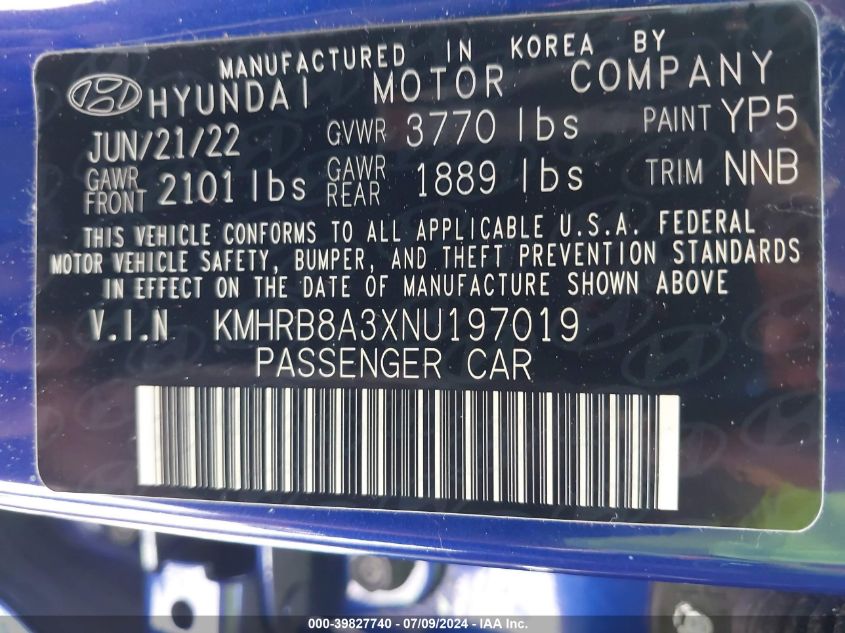 MANUFACTURED IN KOREA BY
HYUNDAI MOTOR COMPANY
JUN/21/22 GVWR 3770 lbs PAINT YP5
GAWR FRONT 2101 lbs GAWR REAR 1889 lbs TRIM NNB
THIS VEHICLE CONFORMS TO ALL APPLICABLE U.S.A. FEDERAL
MOTOR VEHICLE SAFETY, BUMPER, AND THEFT PREVENTION STANDARDS
IN EFFECT ON THE DATE OF MANUFACTURE SHOWN ABOVE
V.I.N KMHRB8A3XNU197019
PASSENGER CAR
000-39827740 - 07/09/2024 - IAA Inc.